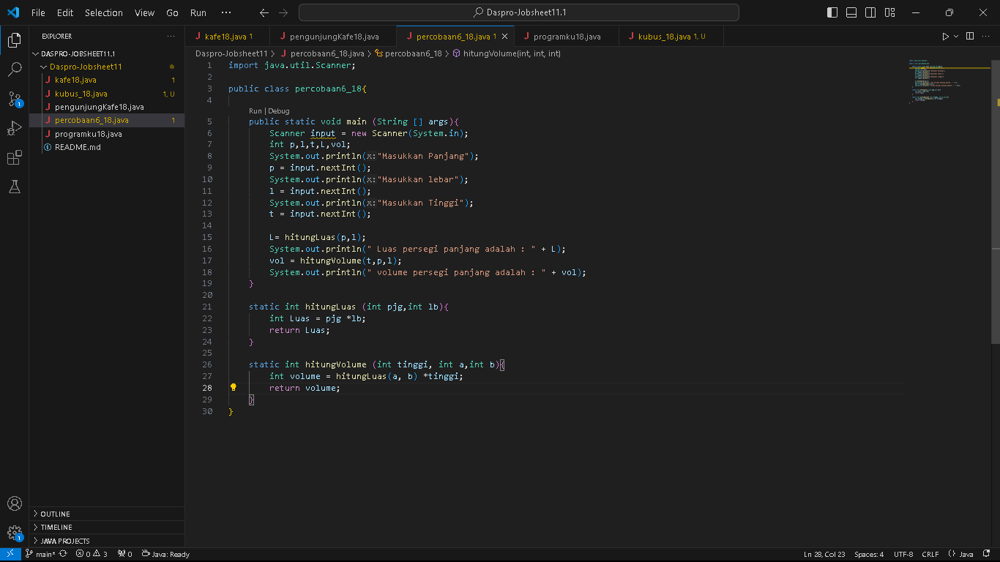 File Edit Selection View Go Run ··· Daspro-Jobsheet11.1
EXPLORER ···
DASPRO-JOBSHEET11.1
Daspro-Jobsheet11
kafe18.java 1
kubus_18.java 1, U
pengunjungKafe18.java
percobaan6_18.java 1
programku18.java
README.md
OUTLINE
TIMELINE
JAVA PROJECTS
kafe18.java 1 pengunjungKafe18.java percobaan6_18.java 1 programku18.java kubus_18.java 1, U
Daspro-Jobsheet11 > percobaan6_18.java > percobaan6_18 > hitungVolume(int, int, int)
1 import java.util.Scanner;
2
3 public class percobaan6_18{
4
Run | Debug
5 public static void main (String [] args){
6 Scanner input = new Scanner(System.in);
7 int p,l,t,L,vol;
8 System.out.println(x:"Masukkan Panjang");
9 p = input.nextInt();
10 System.out.println(x:"Masukkan lebar");
11 l = input.nextInt();
12 System.out.println(x:"Masukkan Tinggi");
13 t = input.nextInt();
14
15 L= hitungLuas(p,l);
16 System.out.println(" Luas persegi panjang adalah : " + L);
17 vol = hitungVolume(t,p,l);
18 System.out.println(" volume persegi panjang adalah : " + vol);
19 }
20
21 static int hitungLuas (int pjg,int lb){
22 int Luas = pjg *lb;
23 return Luas;
24 }
25
26 static int hitungVolume (int tinggi, int a,int b){
27 int volume = hitungLuas(a, b) *tinggi;
28 return volume;
29 }
30 }
1
1
main* 0 3 0 Java: Ready Ln 28, Col 23 Spaces: 4 UTF-8 CRLF Java